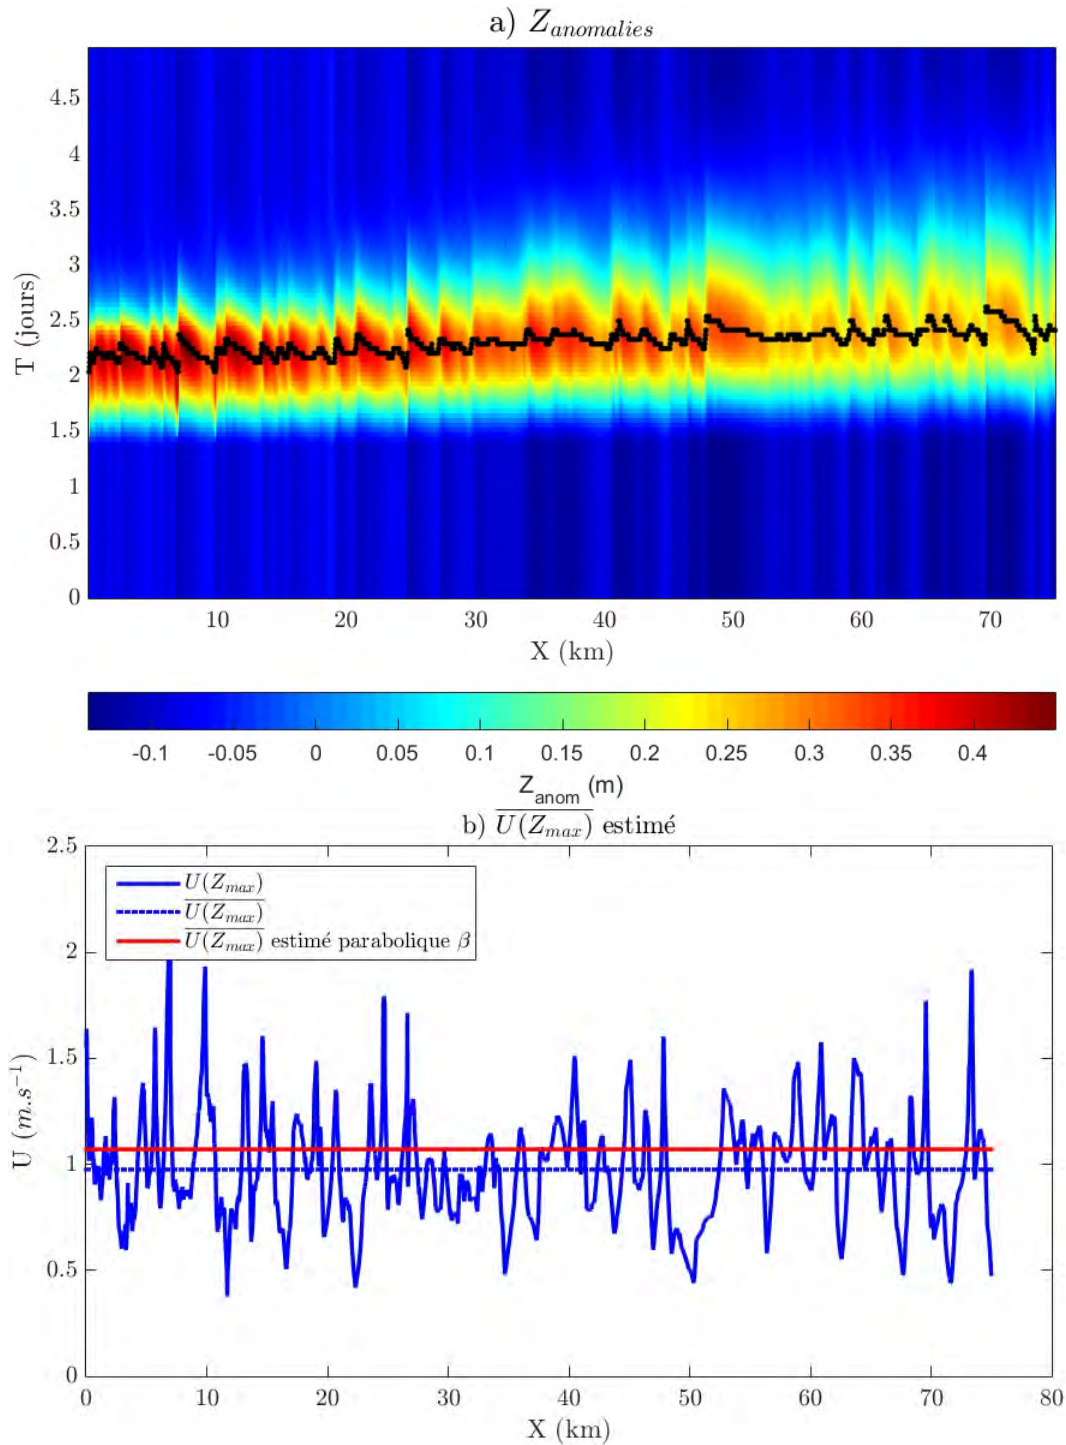 a) Z_anomalies
4.5
4
3.5
3
2.5
2
1.5
1
0.5
0
T (jours)
10 20 30 40 50 60 70
X (km)
-0.1 -0.05 0 0.05 0.1 0.15 0.2 0.25 0.3 0.35 0.4
Z_anom (m)
b) U(Z_max) estimé
2.5
2
1.5
1
0.5
0
U (m.s⁻¹)
U(Z_max)
U(Z_max)
U(Z_max) estimé parabolique β
0 10 20 30 40 50 60 70 80
X (km)